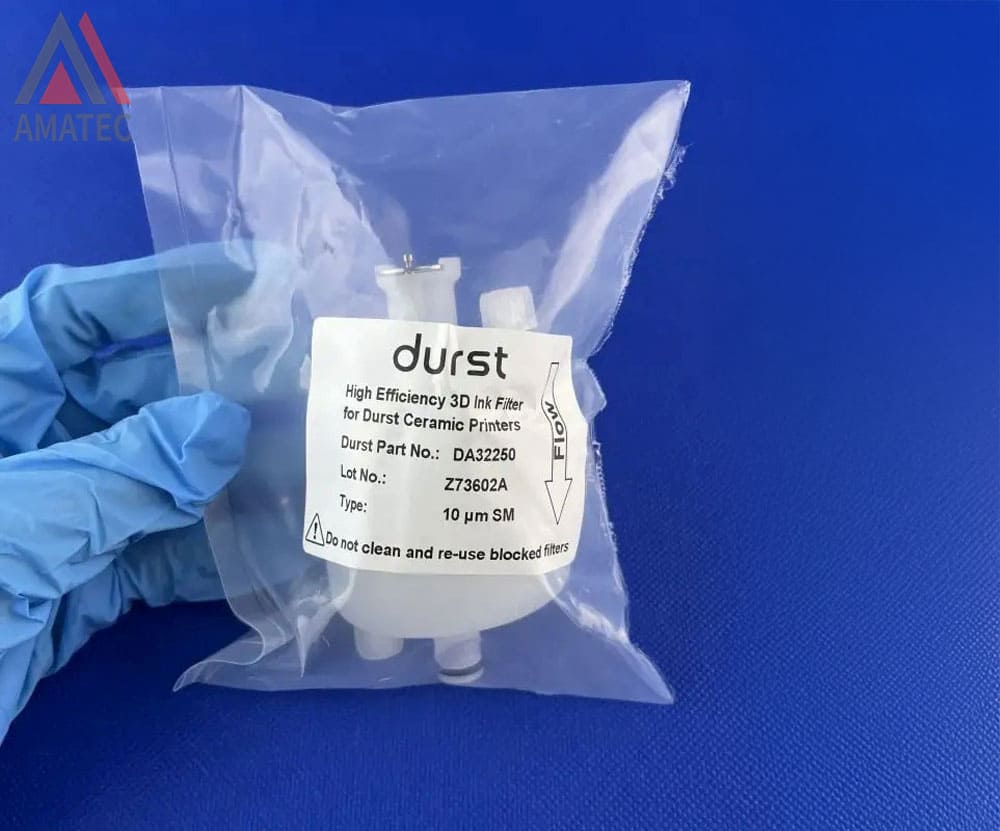 AMATEC
durst
High Efficiency 3D Ink Filter
for Durst Ceramic Printers
Durst Part No.: DA32250
Lot No.: Z73602A
Type: 10 µm SM
Do not clean and re-use blocked filters
Flow